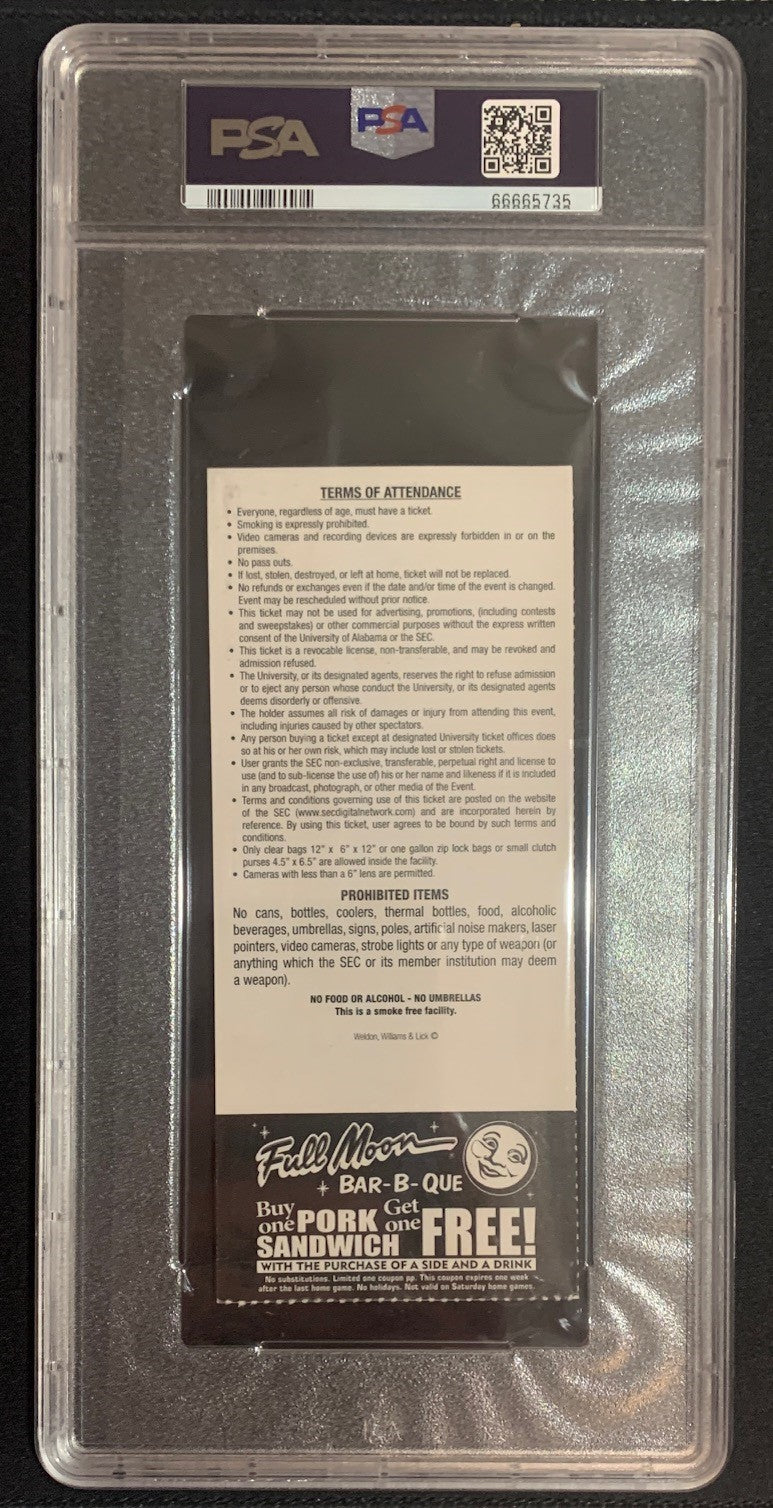 PSA PSA
66665735
TERMS OF ATTENDANCE
• Everyone, regardless of age, must have a ticket.
• Smoking is expressly prohibited.
• Video cameras and recording devices are expressly forbidden in or on the
premises.
• No pass outs.
• If lost, stolen, destroyed, or left at home, ticket will not be replaced.
• No refunds or exchanges even if the date and/or time of the event is changed.
Event may be rescheduled without prior notice.
• This ticket may not be used for advertising, promotions, (including contests
and sweepstakes) or other commercial purposes without the express written
consent of the University of Alabama or the SEC.
• This ticket is a revocable license, non-transferable, and may be revoked and
admission refused.
• The University, or its designated agents, reserves the right to refuse admission
or to eject any person whose conduct the University, or its designated agents
deems disorderly or offensive.
• The holder assumes all risk of damages or injury from attending this event,
including injuries caused by other spectators.
• Any person buying a ticket except at designated University ticket offices does
so at his or her own risk, which may include lost or stolen tickets.
• User grants the SEC non-exclusive, transferable, perpetual right and license to
use (and to sub-license the use of) his or her name and likeness if it is included
in any broadcast, photograph, or other media of the Event.
• Terms and conditions governing use of this ticket are posted on the website
of the SEC (www.secdigitalnetwork.com) and are incorporated herein by
reference. By using this ticket, user agrees to be bound by such terms and
conditions.
• Only clear bags 12" x 6" x 12" or one gallon zip lock bags or small clutch
purses 4.5" x 6.5" are allowed inside the facility.
• Cameras with less than a 6" lens are permitted.
PROHIBITED ITEMS
No cans, bottles, coolers, thermal bottles, food, alcoholic
beverages, umbrellas, signs, poles, artificial noise makers, laser
pointers, video cameras, strobe lights or any type of weapon (or
anything which the SEC or its member institution may deem
a weapon).
NO FOOD OR ALCOHOL - NO UMBRELLAS
This is a smoke free facility.
Weldon, Williams & Lick ©
Full Moon
BAR-B-QUE
Buy one PORK SANDWICH Get one FREE!
WITH THE PURCHASE OF A SIDE AND A DRINK
No substitutions. Limited one coupon pp. This coupon expires one week
after the last home game. No holidays. Not valid on Saturday home games.